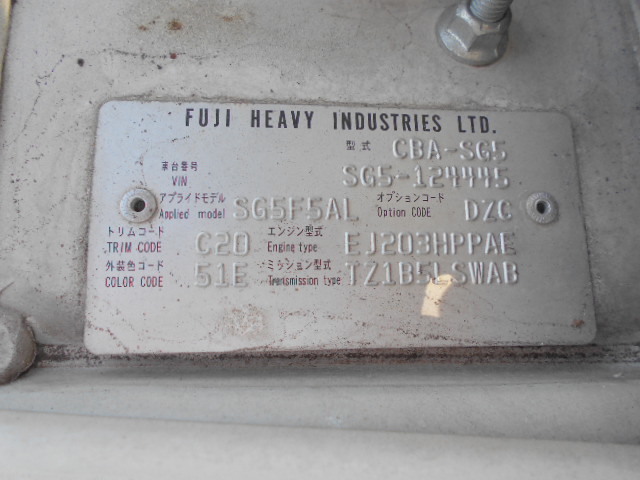 FUJI HEAVY INDUSTRIES LTD.
型式 CBA-SG5
車台番号 VIN SG5-124445
アプライドモデル Applied model SG5F5AL オプションコード Option CODE DZC
トリムコード TRIM CODE C20 エンジン型式 Engine type EJ203HPPAE
外装色コード COLOR CODE 51E ミッション型式 Transmission type TZ1B5LSWAB